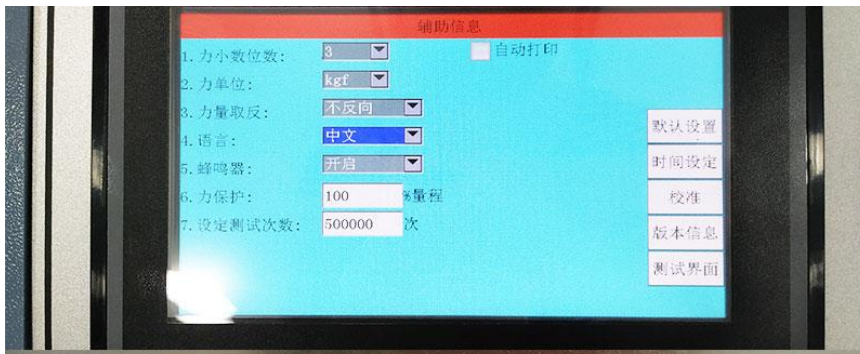 辅助信息
1.力小数位数: 3 自动打印
2.力单位: kgf
3.力量取反: 不反向
4.语言: 中文
5.蜂鸣器: 开启
6.力保护: 100 %量程
7.设定测试次数: 500000 次
默认设置
时间设定
校准
版本信息
测试界面